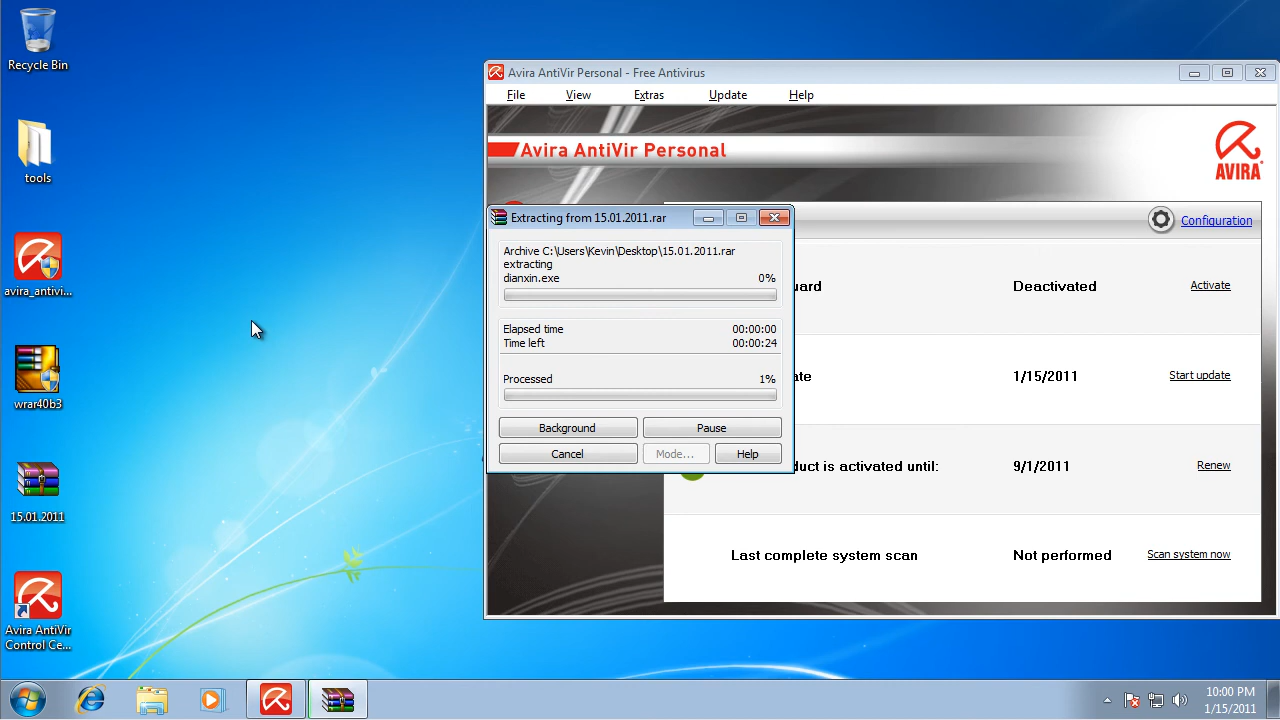 Recycle Bin
tools
avira_antivi...
wrar40b3
15.01.2011
Avira AntiVir
Control Ce...
Avira AntiVir Personal - Free Antivirus
File View Extras Update Help
Avira AntiVir Personal
AVIRA
Configuration
Extracting from 15.01.2011.rar
Archive C:\Users\Kevin\Desktop\15.01.2011.rar
extracting
dianxin.exe 0%
Elapsed time 00:00:00
Time left 00:00:24
Processed 1%
Background Pause
Cancel Mode... Help
uard Deactivated Activate
ate 1/15/2011 Start update
duct is activated until: 9/1/2011 Renew
Last complete system scan Not performed Scan system now
10:00 PM
1/15/2011